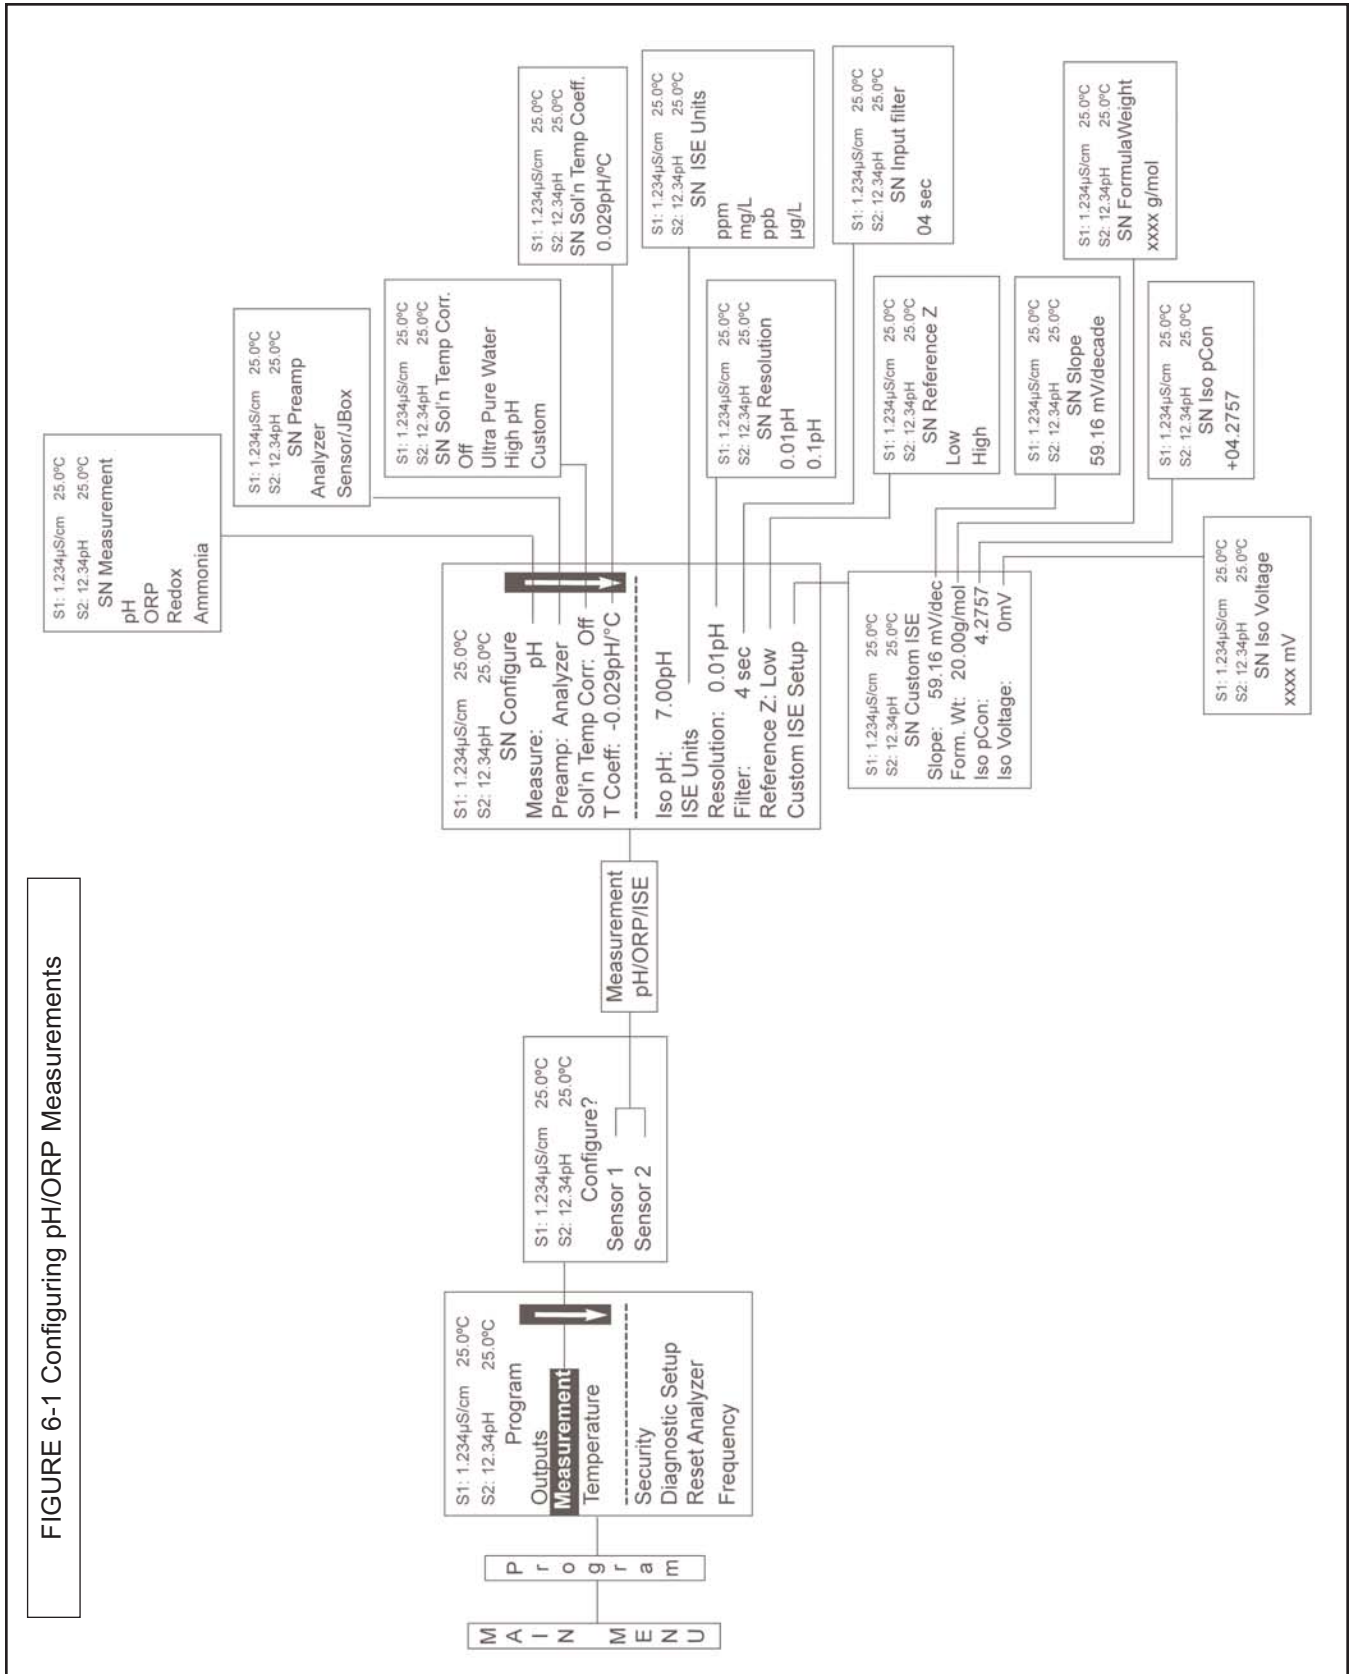 FIGURE 6-1 Configuring pH/ORP Measurements
MAIN MENU
Program
S1: 1.234µS/cm 25.0ºC
S2: 12.34pH 25.0ºC
Program
Outputs
Measurement
Temperature
Security
Diagnostic Setup
Reset Analyzer
Frequency
S1: 1.234µS/cm 25.0ºC
S2: 12.34pH 25.0ºC
Configure?
Sensor 1
Sensor 2
Measurement
pH/ORP/ISE
S1: 1.234µS/cm 25.0ºC
S2: 12.34pH 25.0ºC
SN Configure
Measure: pH
Preamp: Analyzer
Sol'n Temp Corr: Off
T Coeff: -0.029pH/°C
Iso pH: 7.00pH
ISE Units
Resolution: 0.01pH
Filter: 4 sec
Reference Z: Low
Custom ISE Setup
S1: 1.234µS/cm 25.0ºC
S2: 12.34pH 25.0ºC
SN Measurement
pH
ORP
Redox
Ammonia
S1: 1.234µS/cm 25.0ºC
S2: 12.34pH 25.0ºC
SN Preamp
Analyzer
Sensor/JBox
S1: 1.234µS/cm 25.0ºC
S2: 12.34pH 25.0ºC
SN Sol'n Temp Corr.
Off
Ultra Pure Water
High pH
Custom
S1: 1.234µS/cm 25.0ºC
S2: 12.34pH 25.0ºC
SN Sol'n Temp Coeff.
0.029pH/ºC
S1: 1.234µS/cm 25.0ºC
S2: 12.34pH 25.0ºC
SN ISE Units
ppm
mg/L
ppb
µg/L
S1: 1.234µS/cm 25.0ºC
S2: 12.34pH 25.0ºC
SN Resolution
0.01pH
0.1pH
S1: 1.234µS/cm 25.0ºC
S2: 12.34pH 25.0ºC
SN Input filter
04 sec
S1: 1.234µS/cm 25.0ºC
S2: 12.34pH 25.0ºC
SN Reference Z
Low
High
S1: 1.234µS/cm 25.0ºC
S2: 12.34pH 25.0ºC
SN Custom ISE
Slope: 59.16 mV/dec
Form. Wt: 20.00g/mol
Iso pCon: 4.2757
Iso Voltage: 0mV
S1: 1.234µS/cm 25.0ºC
S2: 12.34pH 25.0ºC
SN Slope
59.16 mV/decade
S1: 1.234µS/cm 25.0ºC
S2: 12.34pH 25.0ºC
SN FormulaWeight
xxxx g/mol
S1: 1.234µS/cm 25.0ºC
S2: 12.34pH 25.0ºC
SN Iso pCon
+04.2757
S1: 1.234µS/cm 25.0ºC
S2: 12.34pH 25.0ºC
SN Iso Voltage
xxxx mV